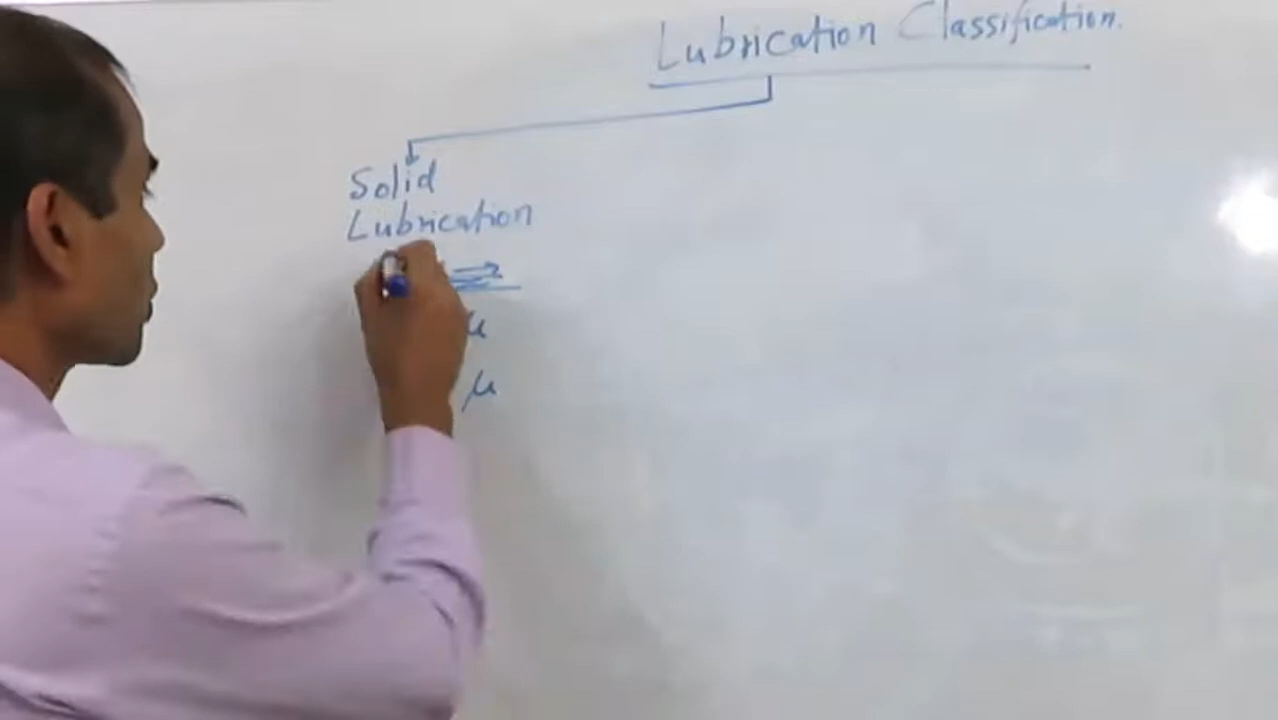 Lubrication Classification.
Solid
Lubrication
μ
μ